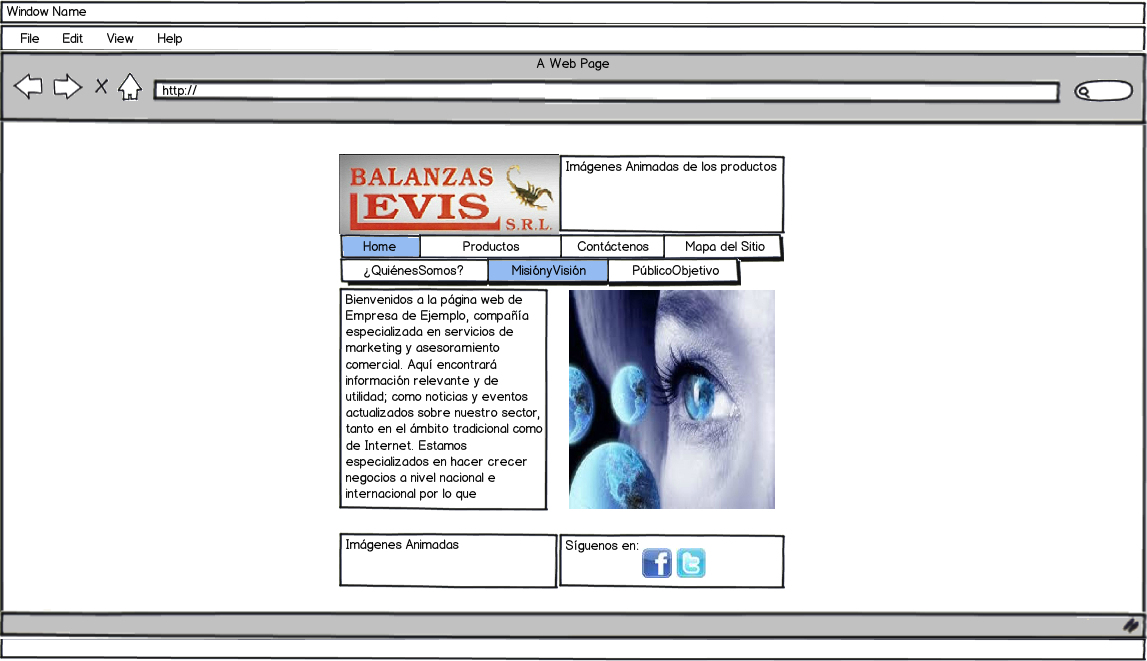 Window Name
File Edit View Help
A Web Page
http://
BALANZAS
LEVIS
S.R.L.
Imágenes Animadas de los productos
Home Productos Contáctenos Mapa del Sitio
¿QuiénesSomos? MisiónyVisión PúblicoObjetivo
Bienvenidos a la página web de
Empresa de Ejemplo, compañía
especializada en servicios de
marketing y asesoramiento
comercial. Aquí encontrará
información relevante y de
utilidad; como noticias y eventos
actualizados sobre nuestro sector,
tanto en el ámbito tradicional como
de Internet. Estamos
especializados en hacer crecer
negocios a nivel nacional e
internacional por lo que
Imágenes Animadas
Síguenos en: